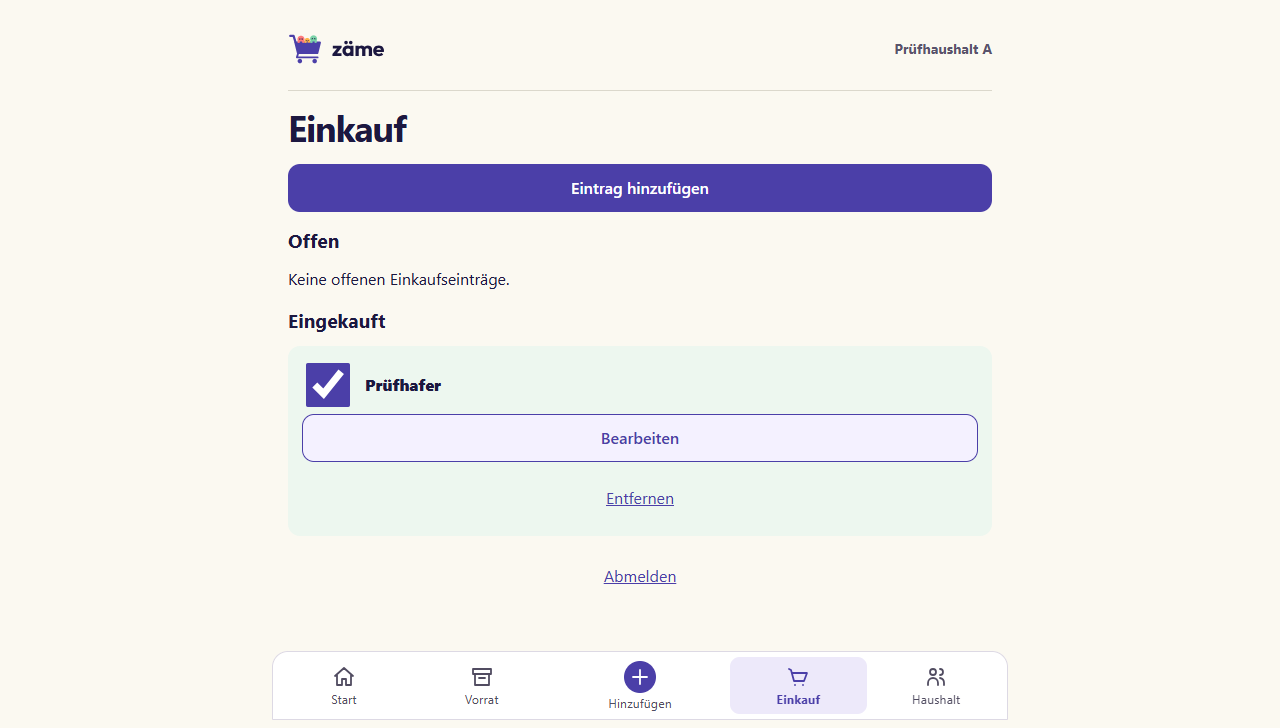 zäme
Prüfhaushalt A
Einkauf
Eintrag hinzufügen
Offen
Keine offenen Einkaufseinträge.
Eingekauft
Prüfhafer
Bearbeiten
Entfernen
Abmelden
Start
Vorrat
Hinzufügen
Einkauf
Haushalt